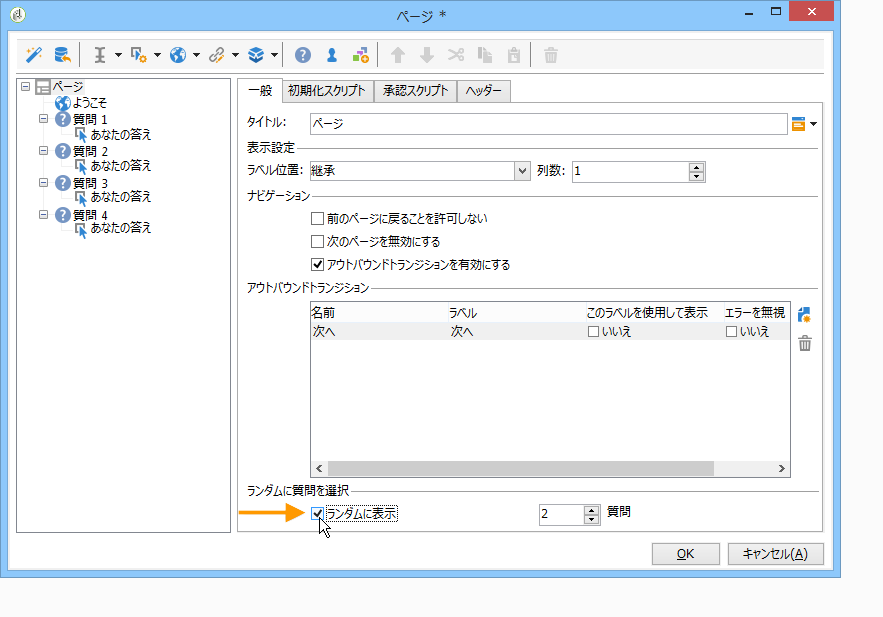 ページ *
ページ
ようこそ
質問 1
あなたの答え
質問 2
あなたの答え
質問 3
あなたの答え
質問 4
あなたの答え
一般 初期化スクリプト 承認スクリプト ヘッダー
タイトル: ページ
表示設定
ラベル位置: 継承 列数: 1
ナビゲーション
前のページに戻ることを許可しない
次のページを無効にする
アウトバウンドトランジションを有効にする
アウトバウンドトランジション
名前 ラベル このラベルを使用して表示 エラーを無視
次へ 次へ いいえ いいえ
ランダムに質問を選択
ランダムに表示 2 質問
OK キャンセル(A)